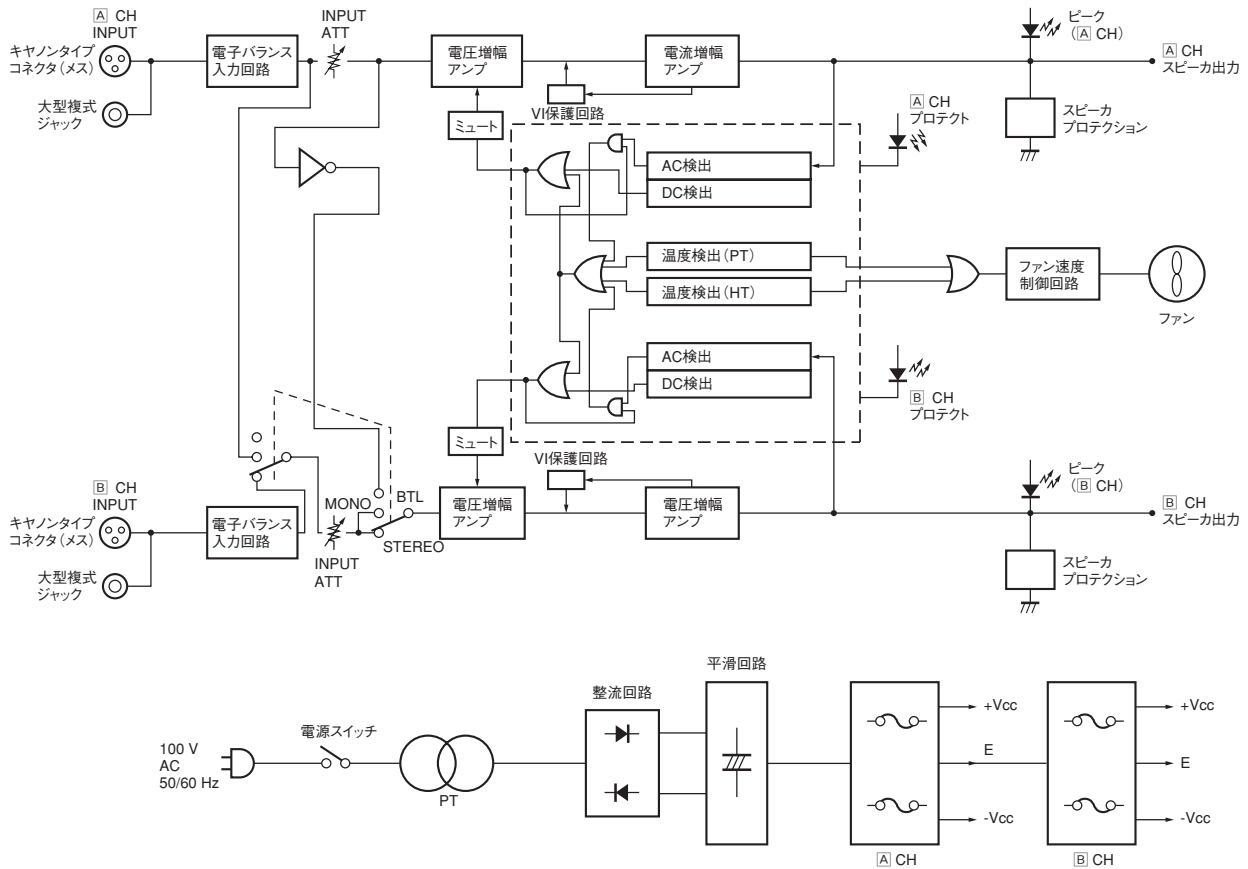 A CH
INPUT
キヤノンタイプ
コネクタ(メス)
大型複式
ジャック
電子バランス
入力回路
INPUT
ATT
電圧増幅
アンプ
VI保護回路
電流増幅
アンプ
ピーク
(A CH)
A CH
スピーカ出力
スピーカ
プロテクション
ミュート
A CH
プロテクト
AC検出
DC検出
温度検出(PT)
温度検出(HT)
ファン速度
制御回路
ファン
AC検出
DC検出
B CH
プロテクト
ミュート
VI保護回路
B CH
INPUT
キヤノンタイプ
コネクタ(メス)
大型複式
ジャック
電子バランス
入力回路
MONO
BTL
STEREO
INPUT
ATT
電圧増幅
アンプ
電圧増幅
アンプ
ピーク
(B CH)
B CH
スピーカ出力
スピーカ
プロテクション
100 V
AC
50/60 Hz
電源スイッチ
PT
整流回路
平滑回路
+Vcc
E
-Vcc
A CH
+Vcc
E
-Vcc
B CH